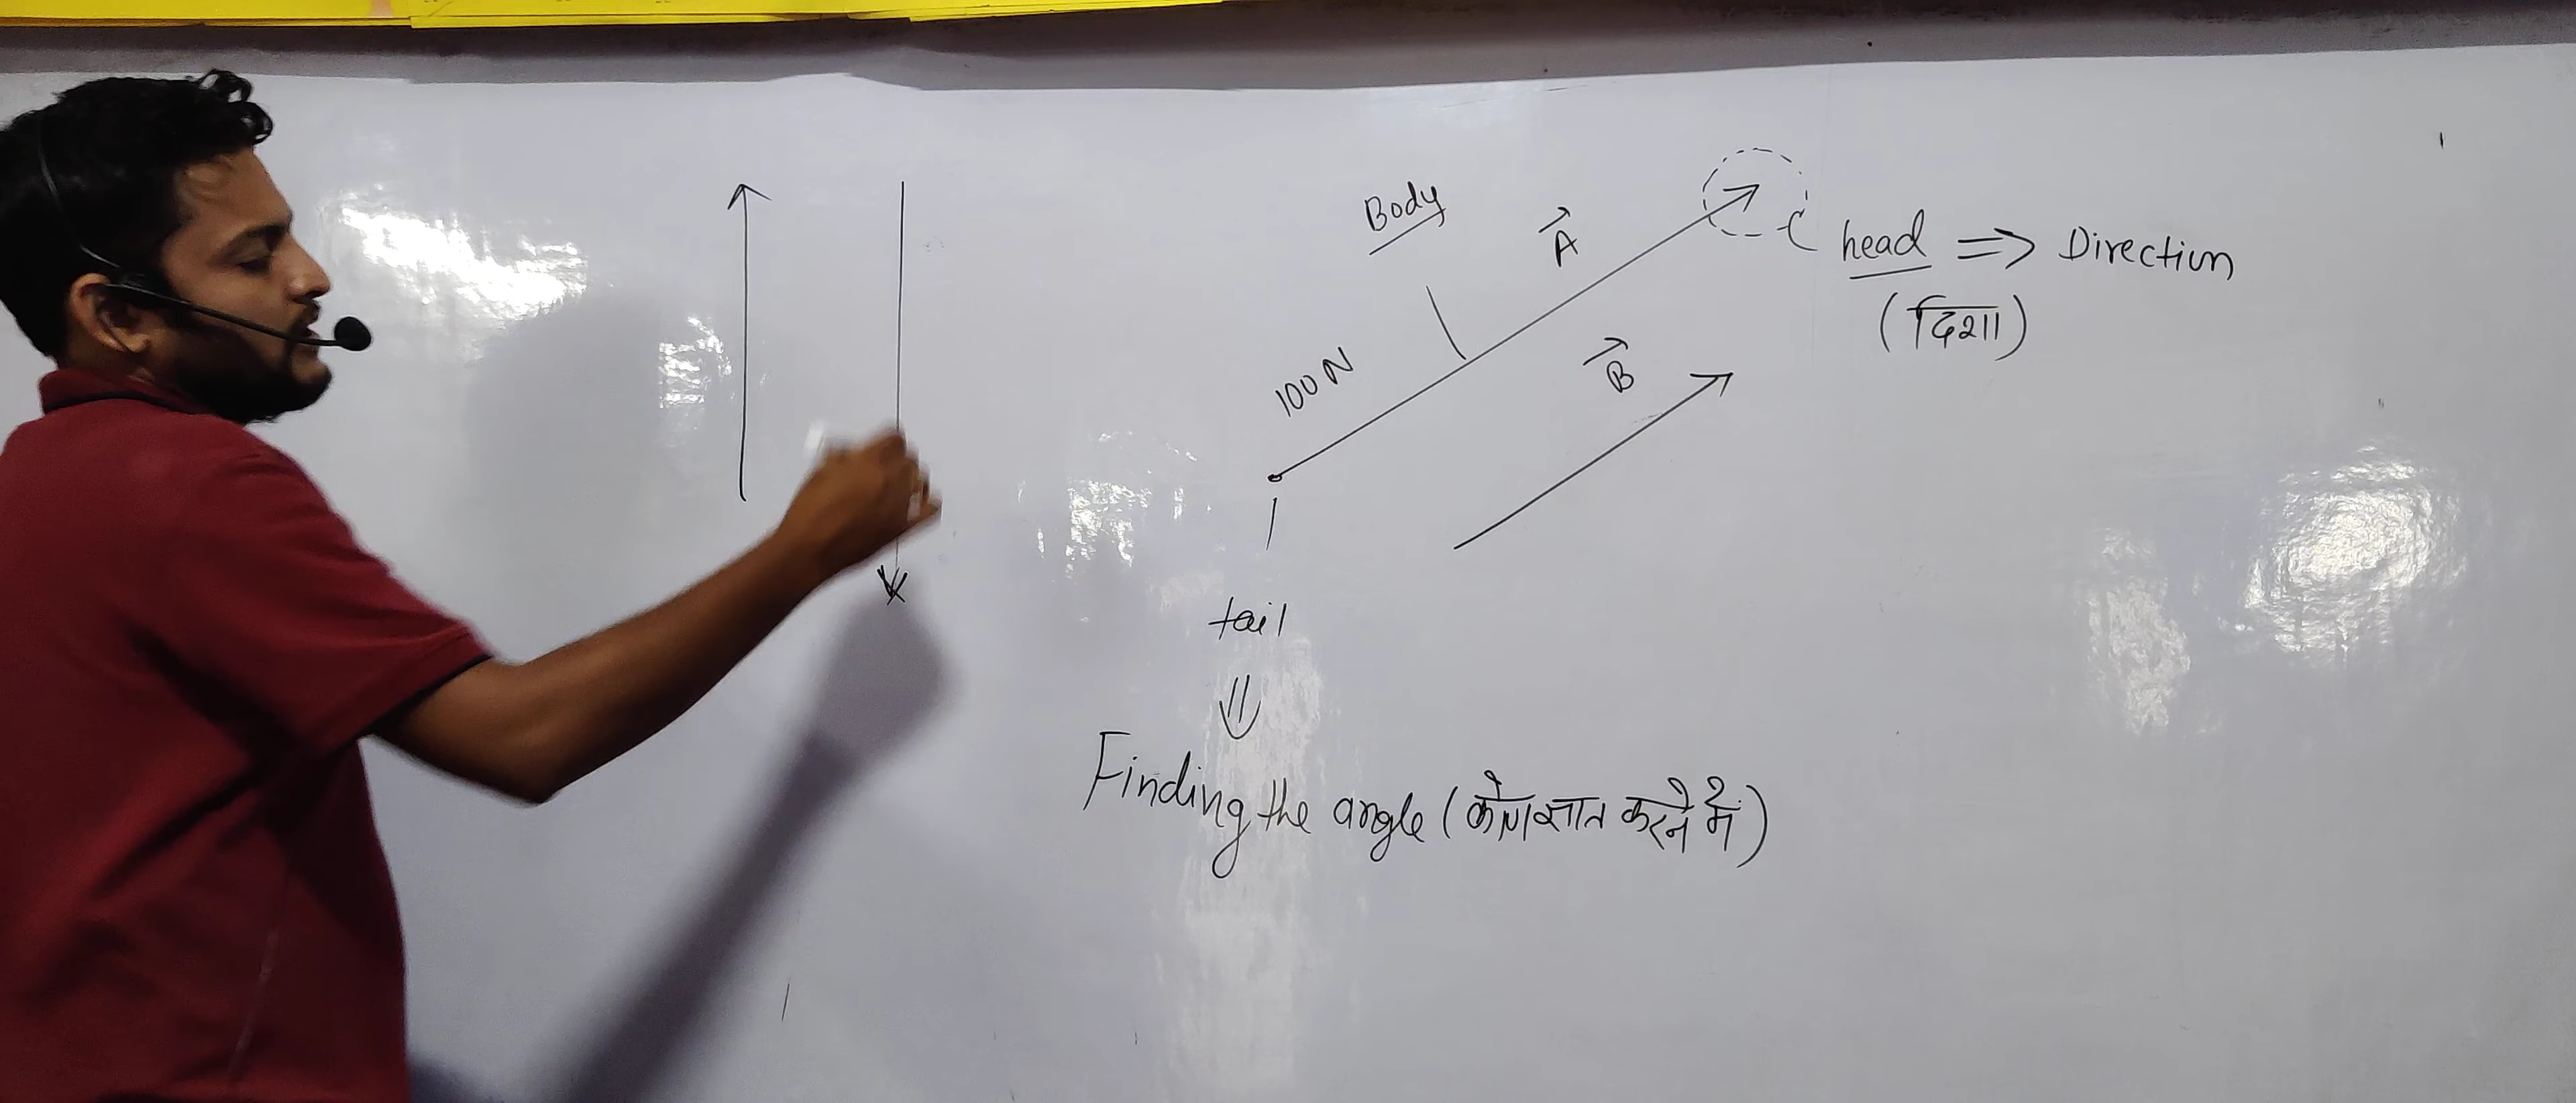 Body
A
head ⇒ Direction
(दिशा)
100 N
B
tail
⇓
Finding the angle (कोण ज्ञात करने में)